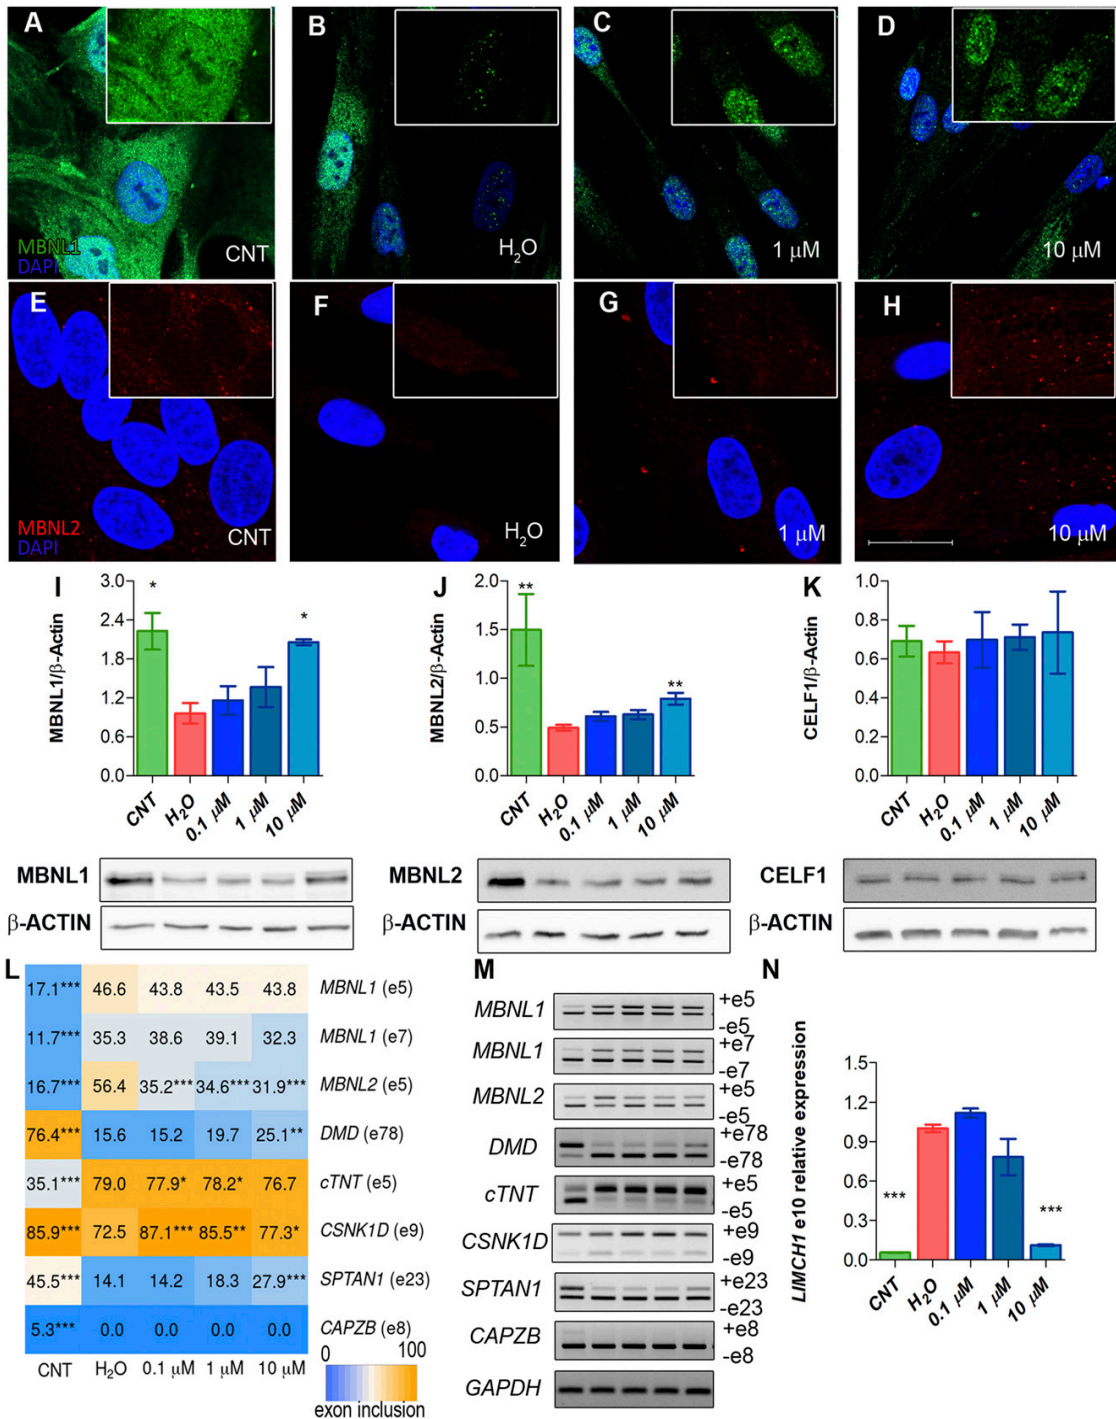 A
B
C
D
MBNL1
DAPI
CNT
H₂O
1 µM
10 µM
E
F
G
H
MBNL2
DAPI
CNT
H₂O
1 µM
10 µM
I
MBNL1/β-Actin
3.0
2.4
1.8
1.2
0.6
0.0
*
*
CNT
H₂O
0.1 µM
1 µM
10 µM
J
MBNL2/β-Actin
2.0
1.5
1.0
0.5
0.0
**
**
CNT
H₂O
0.1 µM
1 µM
10 µM
K
CELF1/β-Actin
1.0
0.8
0.6
0.4
0.2
0.0
CNT
H₂O
0.1 µM
1 µM
10 µM
MBNL1
β-ACTIN
MBNL2
β-ACTIN
CELF1
β-ACTIN
L
17.1*** 46.6 43.8 43.5 43.8 MBNL1 (e5)
11.7*** 35.3 38.6 39.1 32.3 MBNL1 (e7)
16.7*** 56.4 35.2*** 34.6*** 31.9*** MBNL2 (e5)
76.4*** 15.6 15.2 19.7 25.1** DMD (e78)
35.1*** 79.0 77.9* 78.2* 76.7 cTNT (e5)
85.9*** 72.5 87.1*** 85.5** 77.3* CSNK1D (e9)
45.5*** 14.1 14.2 18.3 27.9*** SPTAN1 (e23)
5.3*** 0.0 0.0 0.0 0.0 CAPZB (e8)
CNT H₂O 0.1 µM 1 µM 10 µM
0 100
exon inclusion
M
MBNL1 +e5
-e5
MBNL1 +e7
-e7
MBNL2 +e5
-e5
DMD +e78
-e78
cTNT +e5
-e5
CSNK1D +e9
-e9
SPTAN1 +e23
-e23
CAPZB +e8
-e8
GAPDH
N
LIMCH1 e10 relative expression
1.5
1.2
0.9
0.6
0.3
0.0
***
***
CNT
H₂O
0.1 µM
1 µM
10 µM